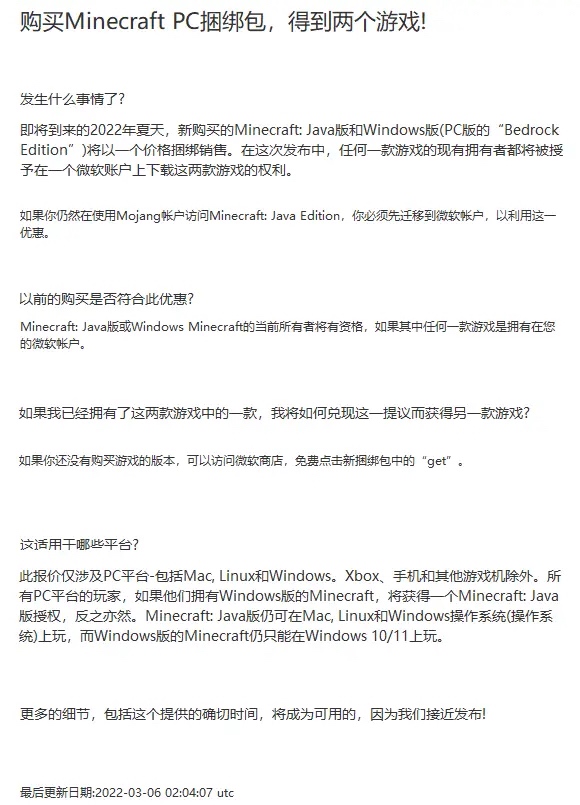 购买Minecraft PC捆绑包，得到两个游戏!
发生什么事情了?
即将到来的2022年夏天，新购买的Minecraft: Java版和Windows版(PC版的“Bedrock
Edition”)将以一个价格捆绑销售。在这次发布中，任何一款游戏的现有拥有者都将被授
予在一个微软账户上下载这两款游戏的权利。
如果你仍然在使用Mojang帐户访问Minecraft: Java Edition，你必须先迁移到微软帐户，以利用这一
优惠。
以前的购买是否符合此优惠?
Minecraft: Java版或Windows Minecraft的当前所有者将有资格，如果其中任何一款游戏是拥有在您
的微软帐户。
如果我已经拥有了这两款游戏中的一款，我将如何兑现这一提议而获得另一款游戏?
如果你还没有购买游戏的版本，可以访问微软商店，免费点击新捆绑包中的“get”。
这适用于哪些平台?
此报价仅涉及PC平台-包括Mac, Linux和Windows。Xbox、手机和其他游戏机除外。所
有PC平台的玩家，如果他们拥有Windows版的Minecraft，将获得一个Minecraft: Java
版授权，反之亦然。Minecraft: Java版仍可在Mac, Linux和Windows操作系统(操作系
统)上玩，而Windows版的Minecraft仍只能在Windows 10/11上玩。
更多的细节，包括这个提供的确切时间，将成为可用的，因为我们接近发布!
最后更新日期:2022-03-06 02:04:07 utc